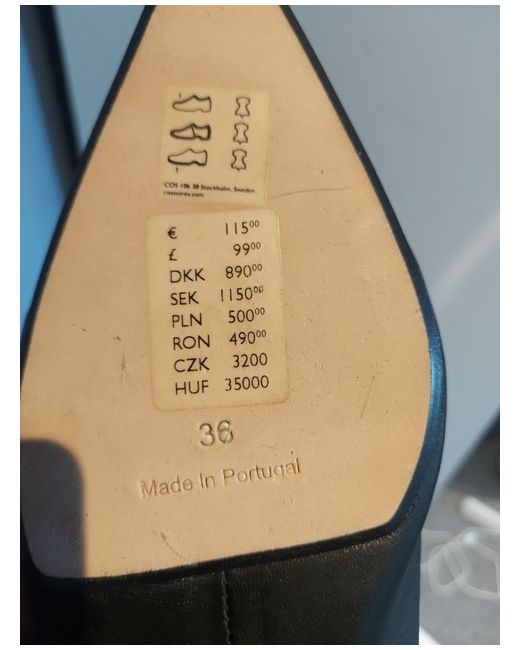 COS 106 38 Stockholm, Sweden
cosstores.com
€ 115⁰⁰
£ 99⁰⁰
DKK 890⁰⁰
SEK 1150⁰⁰
PLN 500⁰⁰
RON 490⁰⁰
CZK 3200
HUF 35000
36
Made In Portugal